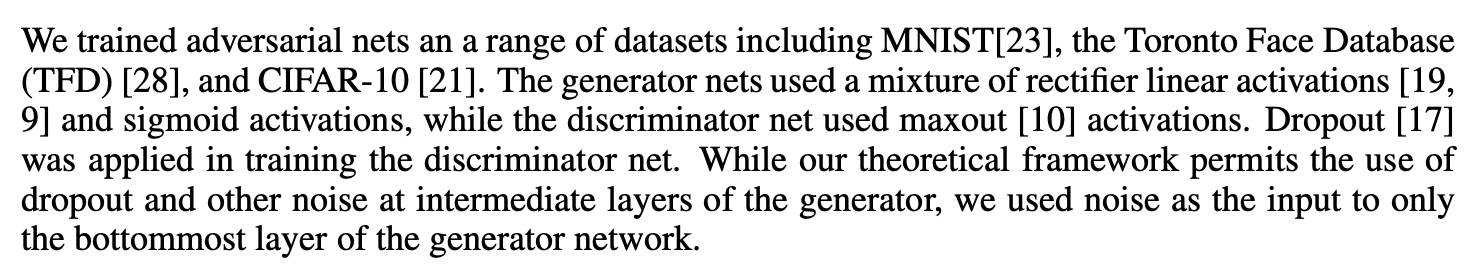 We trained adversarial nets an a range of datasets including MNIST[23], the Toronto Face Database
(TFD) [28], and CIFAR-10 [21]. The generator nets used a mixture of rectifier linear activations [19,
9] and sigmoid activations, while the discriminator net used maxout [10] activations. Dropout [17]
was applied in training the discriminator net. While our theoretical framework permits the use of
dropout and other noise at intermediate layers of the generator, we used noise as the input to only
the bottommost layer of the generator network.